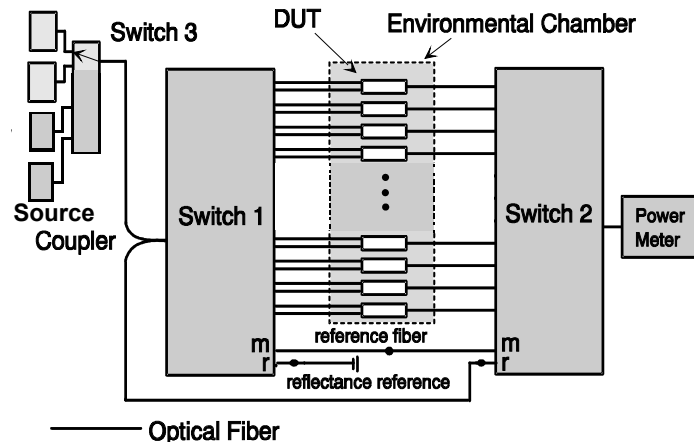 DUT
Environmental Chamber
Switch 3
Source
Coupler
Switch 1
Switch 2
Power
Meter
reference fiber
m
r
m
r
reflectance reference
Optical Fiber